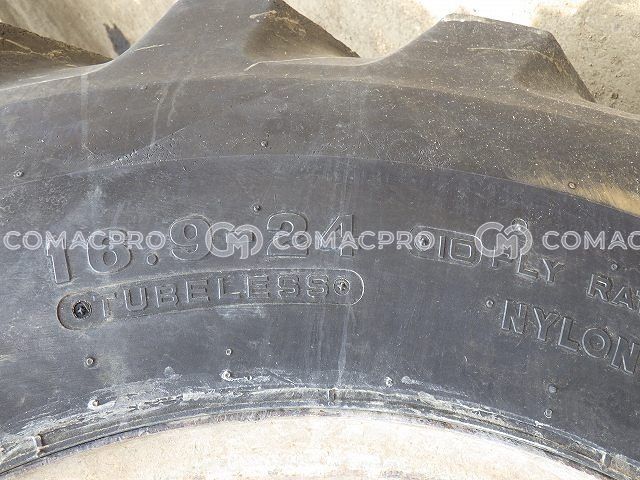 16.9-24
TUBELESS
10 PLY RA
NYLON
COMACPRO COMACPRO COMACPRO